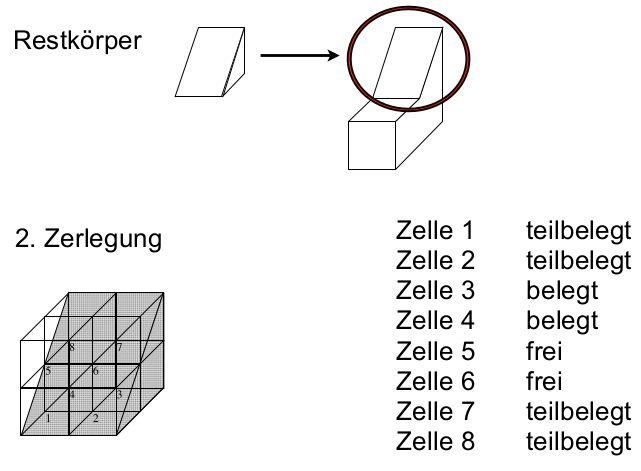 Restkörper
2. Zerlegung
8 7
5 6
4 3
1 2
Zelle 1 teilbelegt
Zelle 2 teilbelegt
Zelle 3 belegt
Zelle 4 belegt
Zelle 5 frei
Zelle 6 frei
Zelle 7 teilbelegt
Zelle 8 teilbelegt